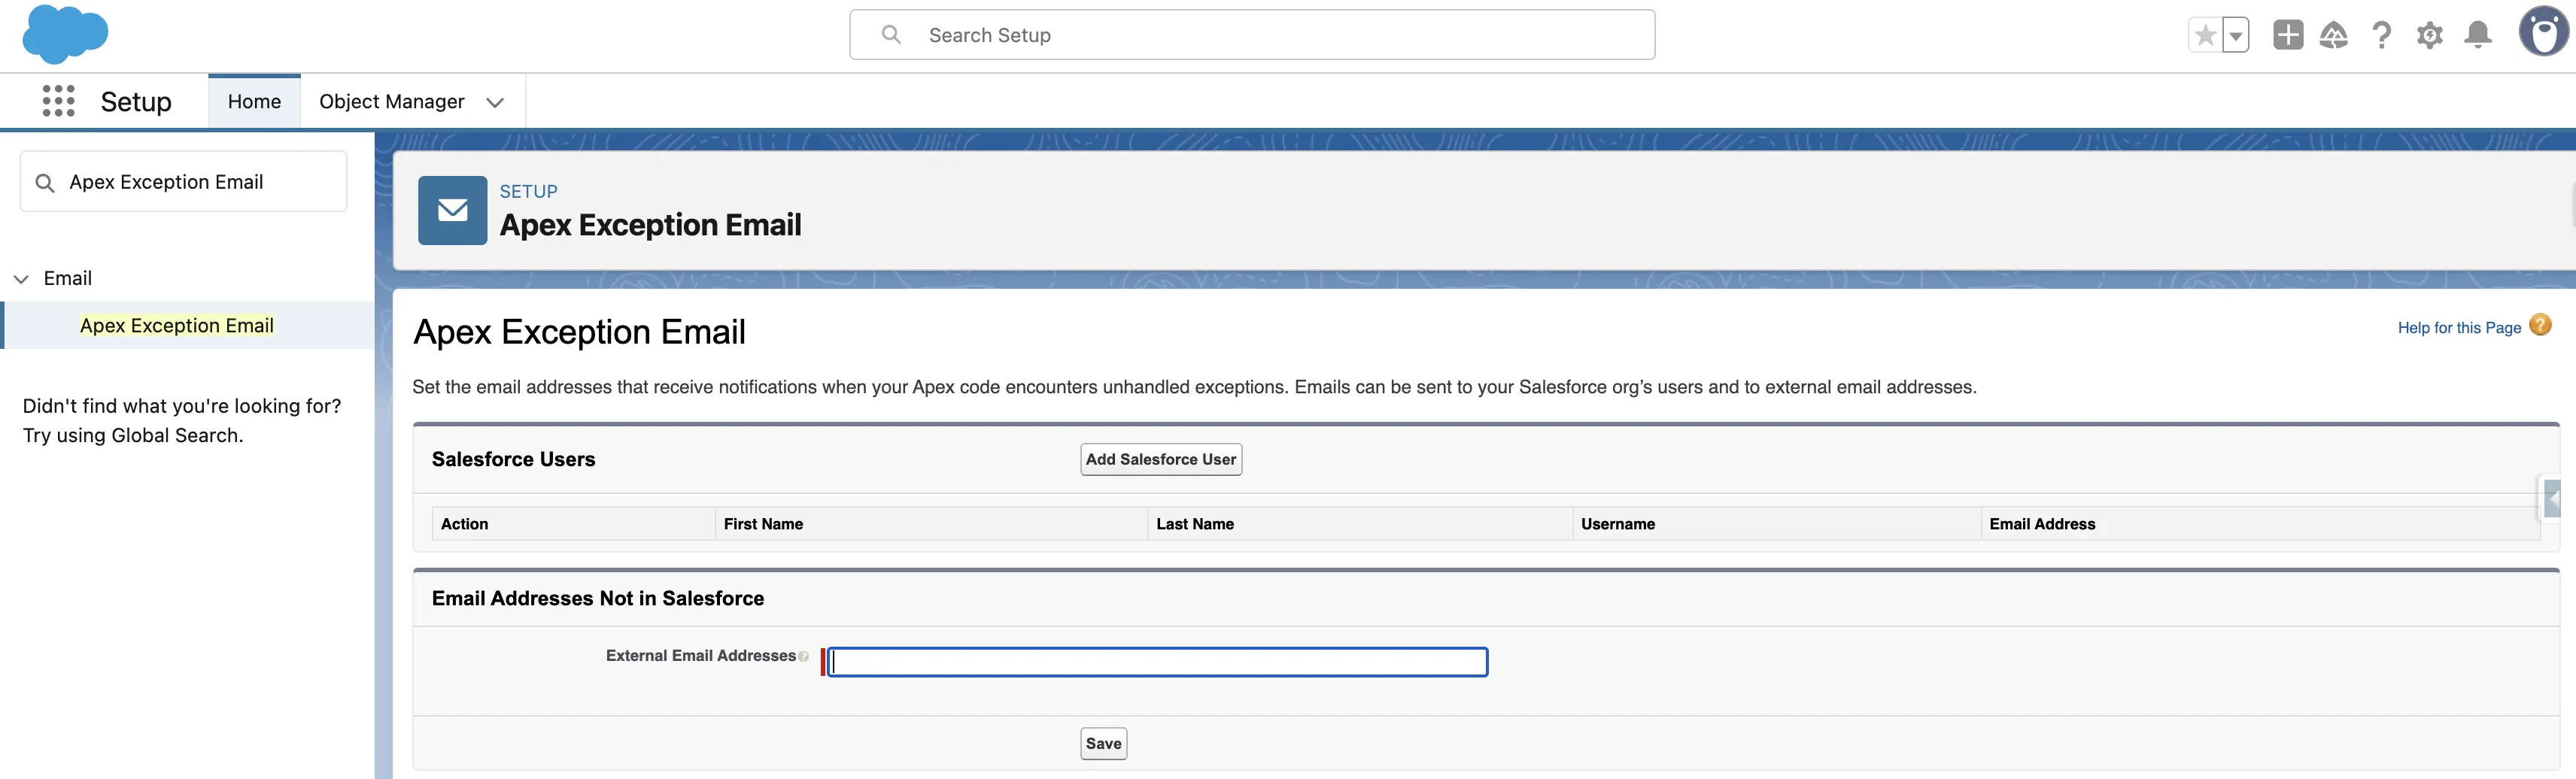 Search Setup
Setup
Home
Object Manager
Apex Exception Email
Email
Apex Exception Email
Didn't find what you're looking for?
Try using Global Search.
SETUP
Apex Exception Email
Apex Exception Email
Help for this Page
Set the email addresses that receive notifications when your Apex code encounters unhandled exceptions. Emails can be sent to your Salesforce org’s users and to external email addresses.
Salesforce Users
Add Salesforce User
Action First Name Last Name Username Email Address
Email Addresses Not in Salesforce
External Email Addresses
Save